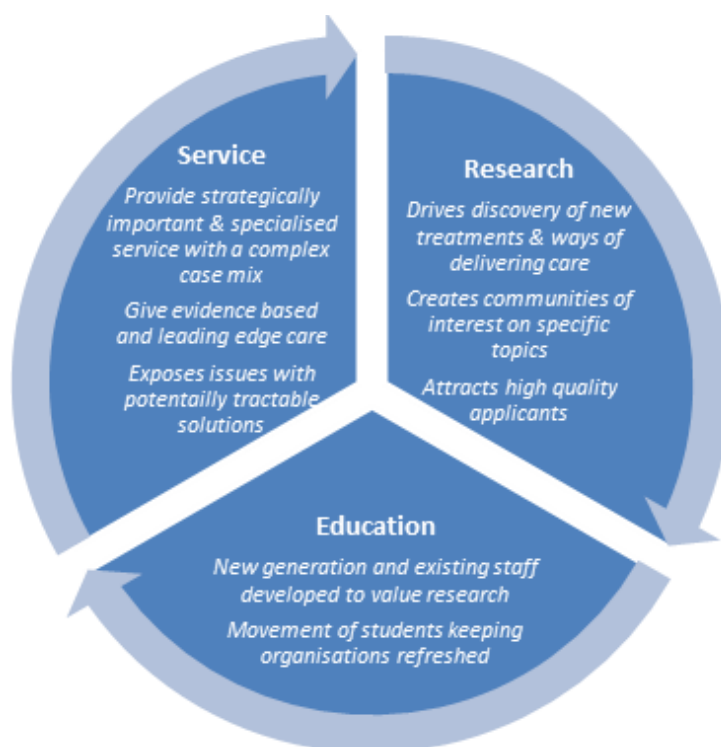 Service
Provide strategically
important & specialised
service with a complex
case mix
Give evidence based
and leading edge care
Exposes issues with
potentailly tractable
solutions
Research
Drives discovery of new
treatments & ways of
delivering care
Creates communities of
interest on specific
topics
Attracts high quality
applicants
Education
New generation and existing staff
developed to value research
Movement of students keeping
organisations refreshed